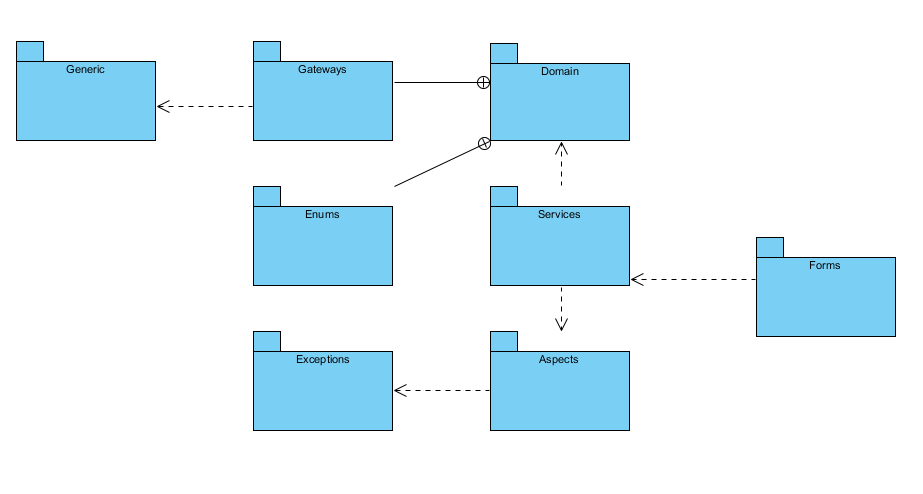 Generic
Gateways
Domain
Enums
Services
Forms
Exceptions
Aspects